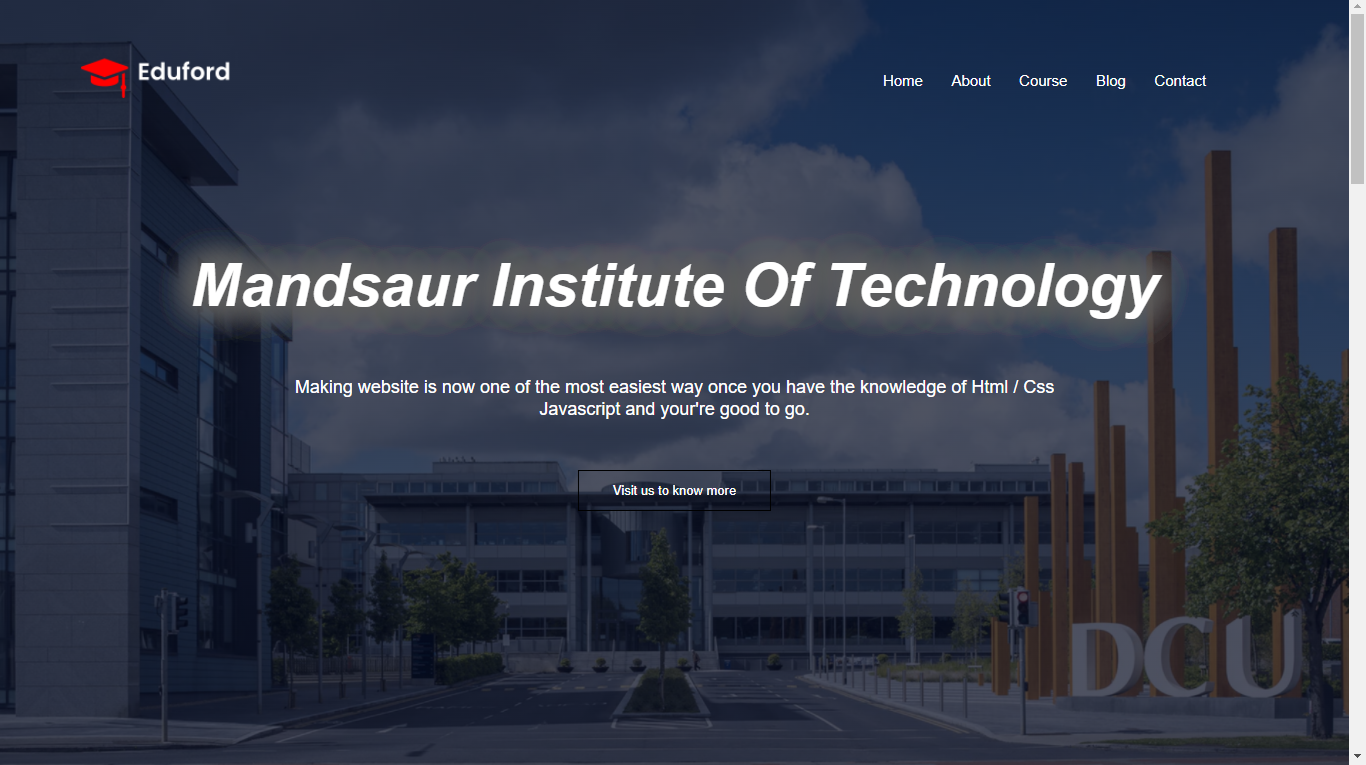 Eduford
Home About Course Blog Contact
Mandsaur Institute Of Technology
Making website is now one of the most easiest way once you have the knowledge of Html / Css
Javascript and your're good to go.
Visit us to know more
DCU